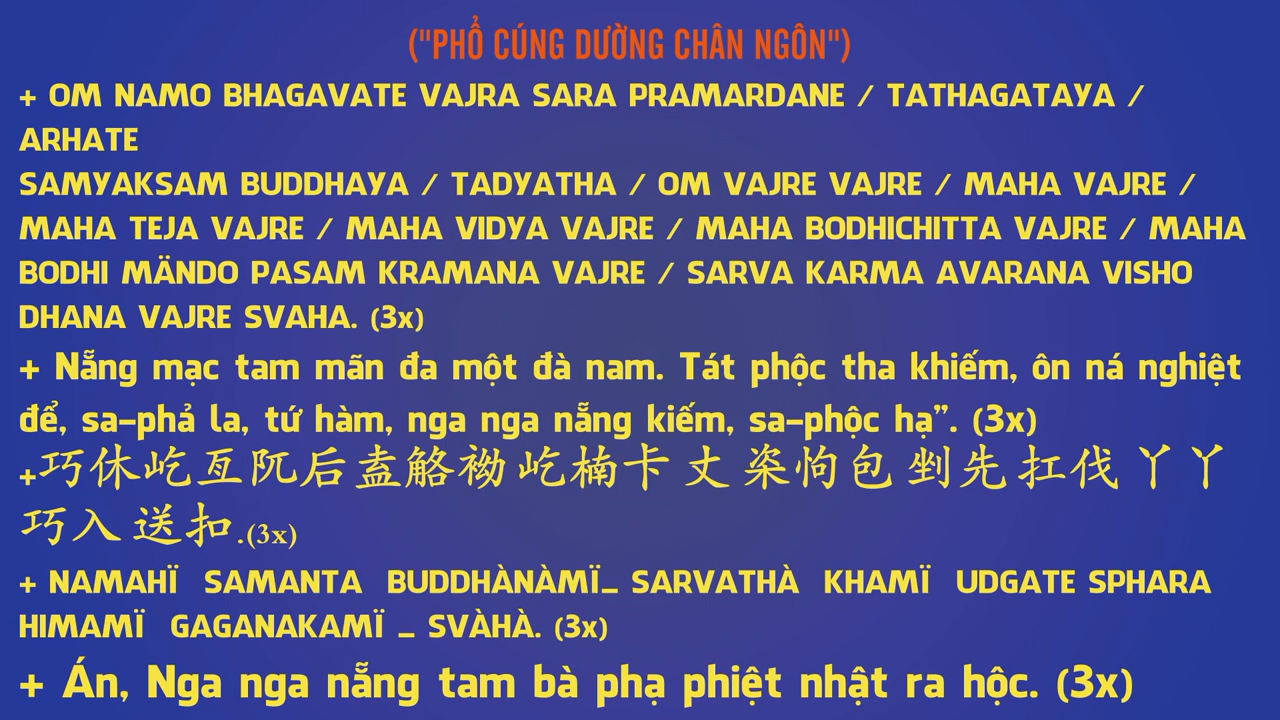 ("PHỔ CÚNG DƯỜNG CHÂN NGÔN")
+ OM NAMO BHAGAVATE VAJRA SARA PRAMARDANE / TATHAGATAYA /
ARHATE
SAMYAKSAM BUDDHAYA / TADYATHA / OM VAJRE VAJRE / MAHA VAJRE /
MAHA TEJA VAJRE / MAHA VIDYA VAJRE / MAHA BODHICHITTA VAJRE / MAHA
BODHI MÄNDO PASAM KRAMANA VAJRE / SARVA KARMA AVARANA VISHO
DHANA VAJRE SVAHA. (3x)
+ Nẵng mạc tam mãn đa một đà nam. Tát phộc tha khiếm, ôn ná nghiệt
để, sa-phả la, tứ hàm, nga nga nẵng kiếm, sa-phộc hạ”. (3x)
+巧休屹亙阢后盍觡袎屹楠卡丈楶怐包剉先扛伐丫丫
巧入送扣.(3x)
+ NAMAHÏ SAMANTA BUDDHÀNÀMÏ_ SARVATHÀ KHAMÏ UDGATE SPHARA
HIMAMÏ GAGANAKAMÏ _ SVÀHÀ. (3x)
+ Án, Nga nga nẵng tam bà phạ phiệt nhật ra hộc. (3x)